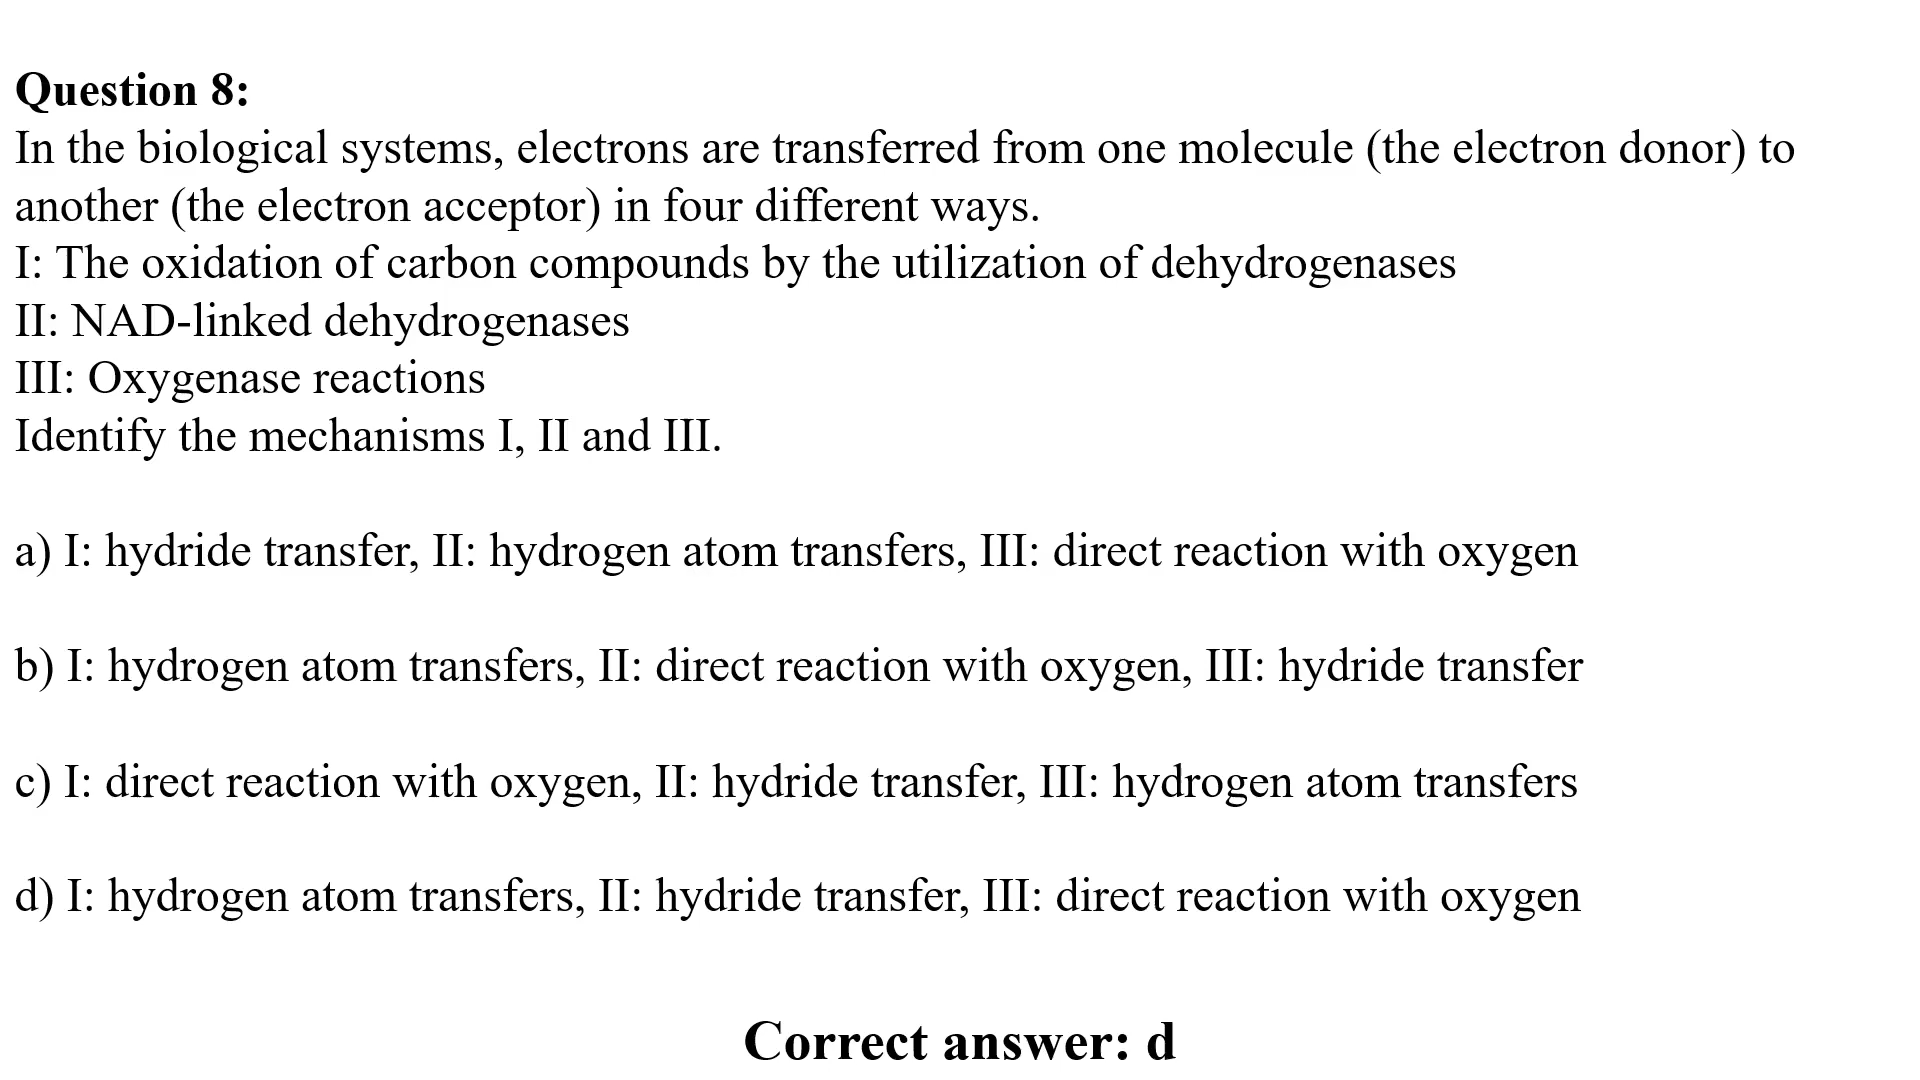 Question 8:
In the biological systems, electrons are transferred from one molecule (the electron donor) to
another (the electron acceptor) in four different ways.
I: The oxidation of carbon compounds by the utilization of dehydrogenases
II: NAD-linked dehydrogenases
III: Oxygenase reactions
Identify the mechanisms I, II and III.
a) I: hydride transfer, II: hydrogen atom transfers, III: direct reaction with oxygen
b) I: hydrogen atom transfers, II: direct reaction with oxygen, III: hydride transfer
c) I: direct reaction with oxygen, II: hydride transfer, III: hydrogen atom transfers
d) I: hydrogen atom transfers, II: hydride transfer, III: direct reaction with oxygen
Correct answer: d